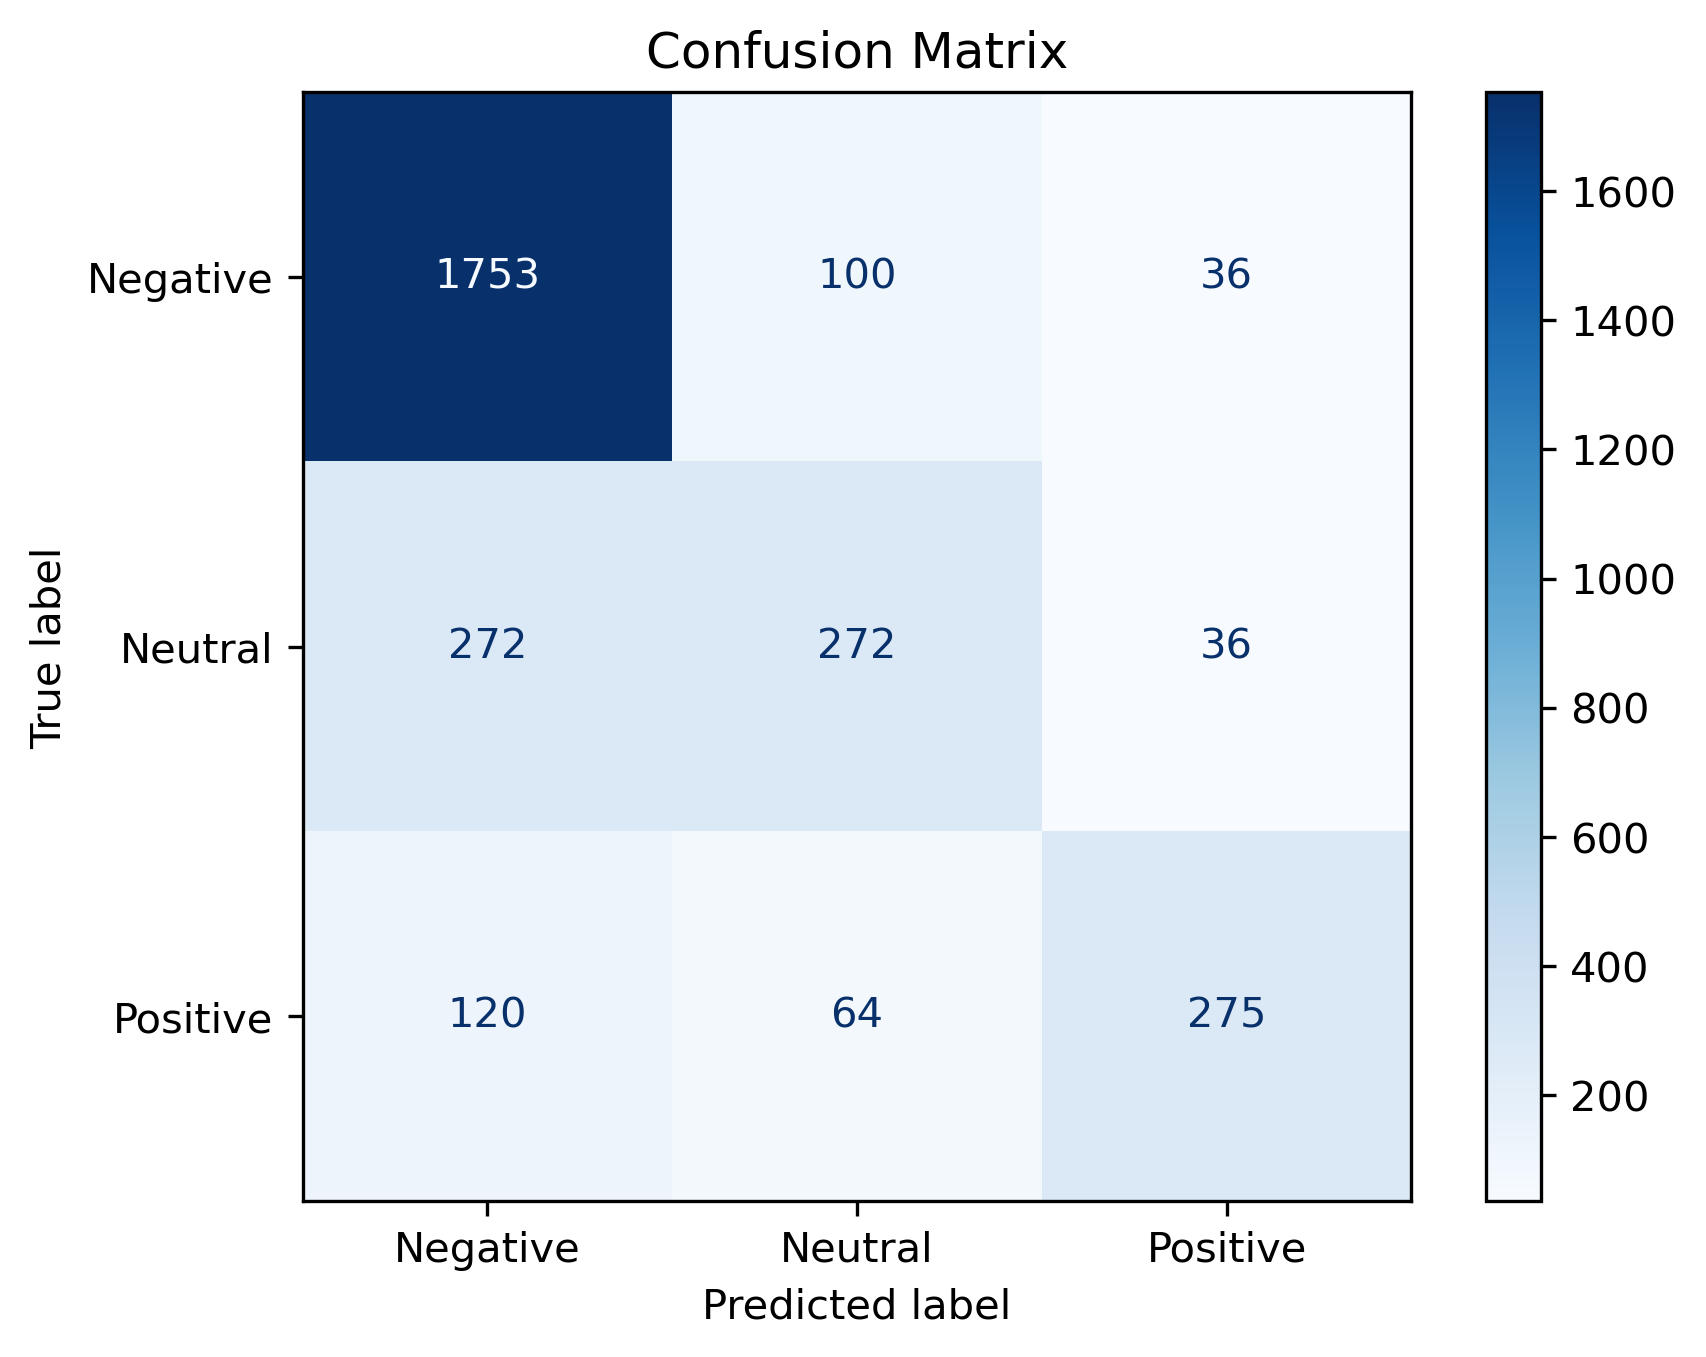 Confusion Matrix
Negative 1753 100 36
Neutral 272 272 36
Positive 120 64 275
Negative Neutral Positive
Predicted label
True label
1600
1400
1200
1000
800
600
400
200